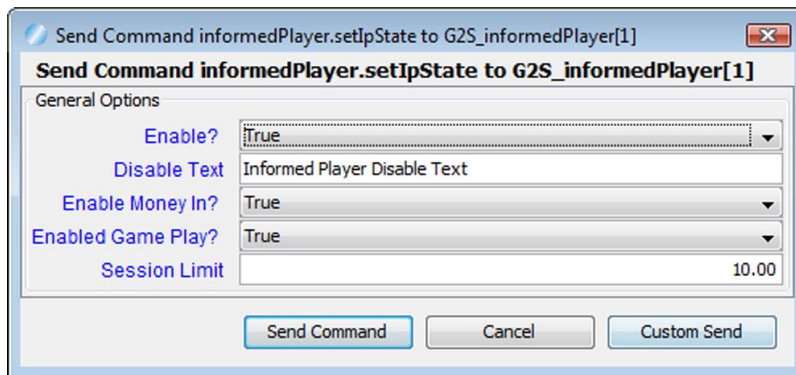 Send Command informedPlayer.setIpState to G2S_informedPlayer[1]
Send Command informedPlayer.setIpState to G2S_informedPlayer[1]
General Options
Enable? True
Disable Text Informed Player Disable Text
Enable Money In? True
Enabled Game Play? True
Session Limit 10.00
Send Command Cancel Custom Send